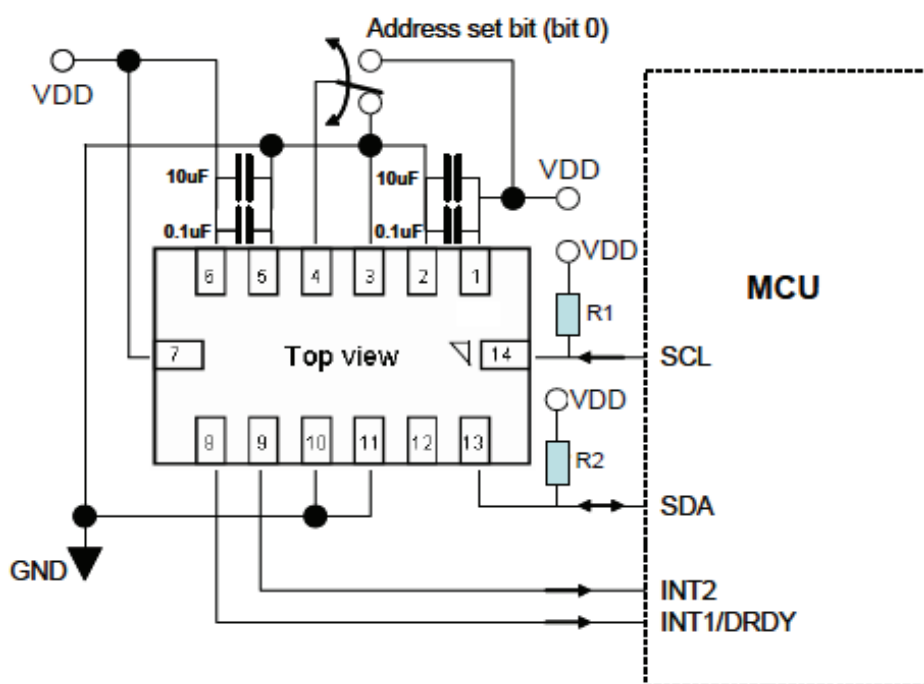 Address set bit (bit 0)
VDD
10uF
10uF
VDD
0.1uF
0.1uF
6 5 4 3 2 1
VDD
R1
MCU
7
Top view
14
SCL
VDD
8 9 10 11 12 13
R2
SDA
GND
INT2
INT1/DRDY